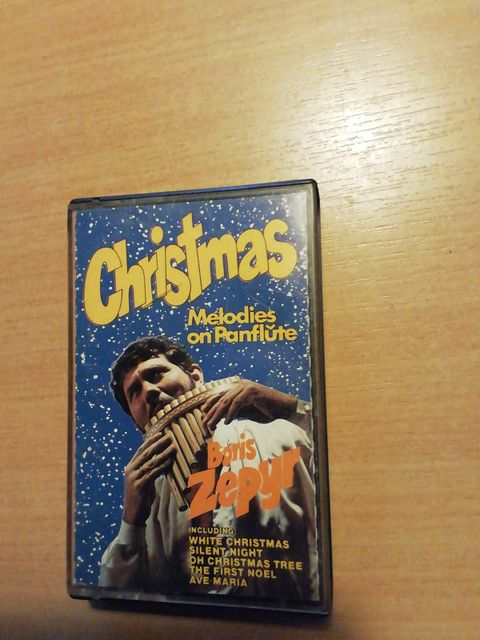 Christmas
Melodies
on Panflute
Boris
Zepyr
INCLUDING:
WHITE CHRISTMAS
SILENT NIGHT
OH CHRISTMAS TREE
THE FIRST NOEL
AVE MARIA